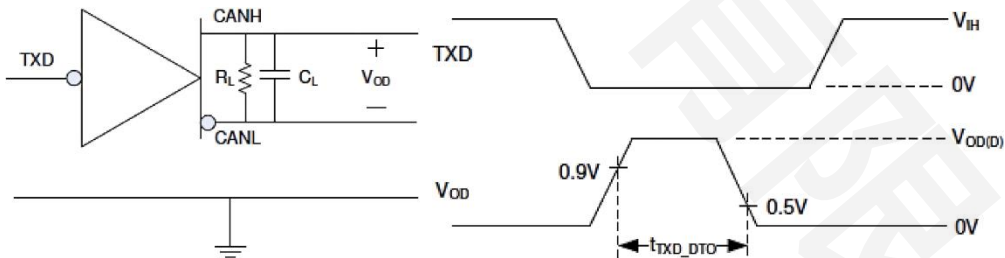 CANH
TXD
R_L
C_L
+
V_OD
—
CANL
TXD
V_IH
0V
V_OD
V_OD(D)
0.9V
0.5V
0V
t_TXD_DTO